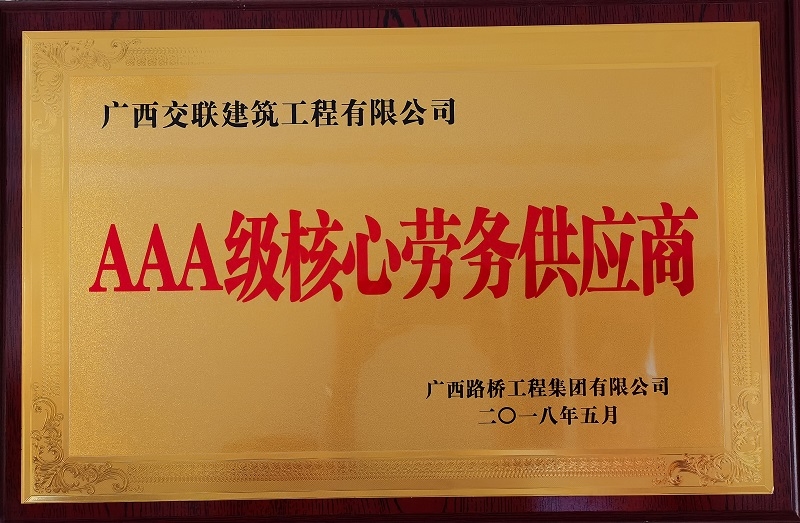 广西交联建筑工程有限公司
AAA级核心劳务供应商
广西路桥工程集团有限公司
二〇一八年五月